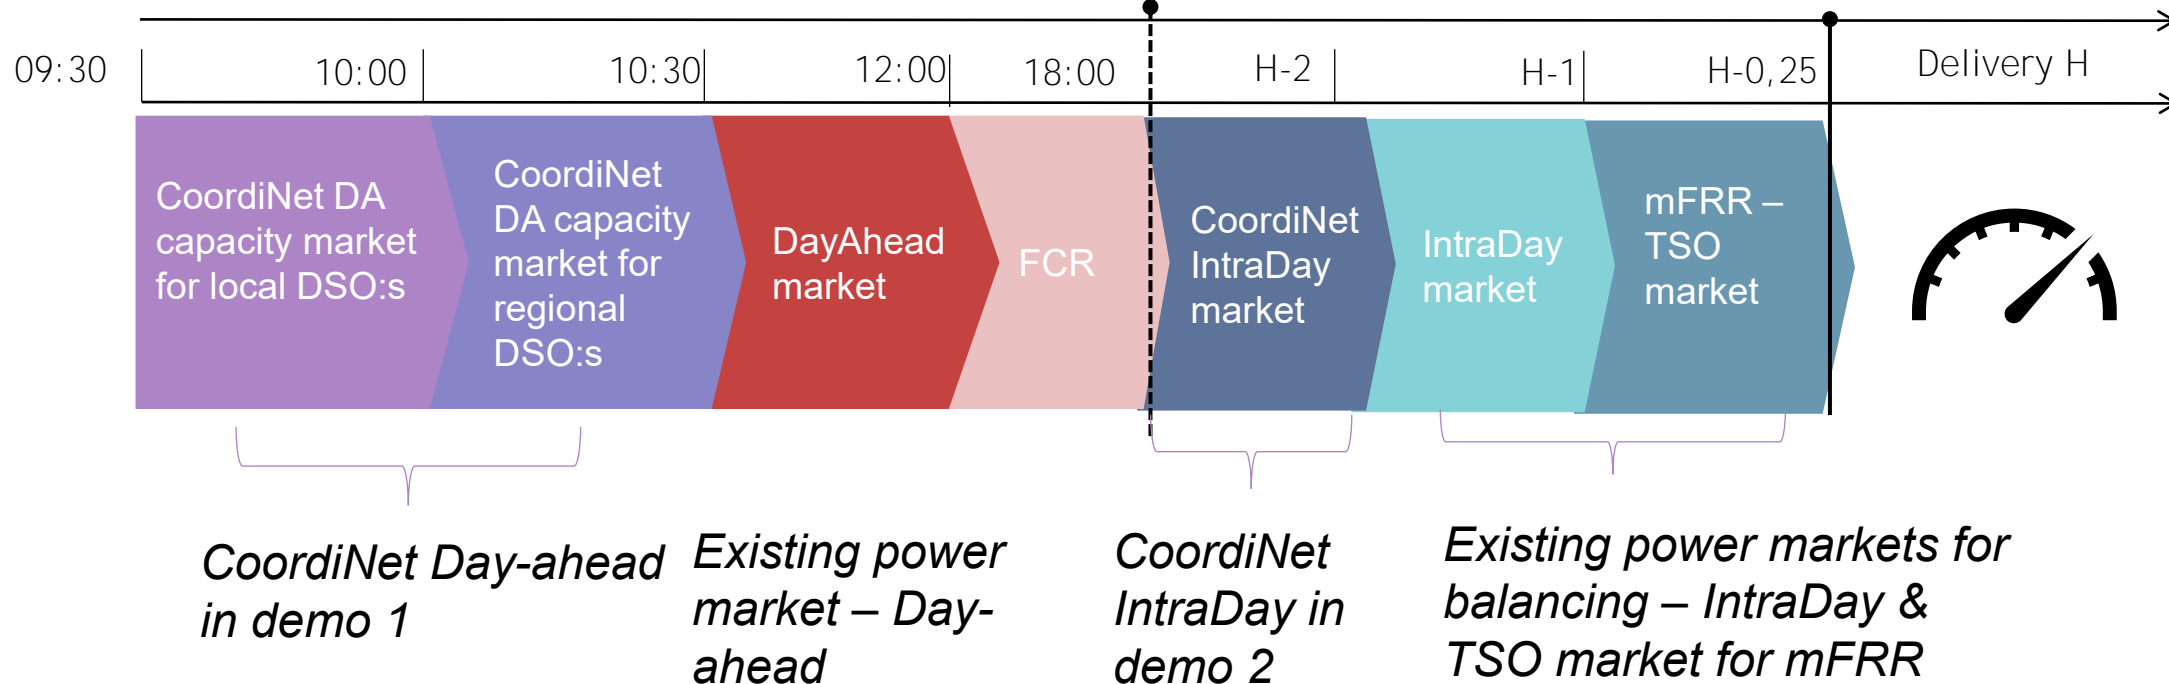 09:30
10:00
10:30
12:00
18:00
H-2
H-1
H-0,25
Delivery H
CoordiNet DA
capacity market
for local DSO:s
CoordiNet
DA capacity
market for
regional
DSO:s
DayAhead
market
FCR
CoordiNet
IntraDay
market
IntraDay
market
mFRR –
TSO
market
CoordiNet Day-ahead
in demo 1
Existing power
market – Day-
ahead
CoordiNet
IntraDay in
demo 2
Existing power markets for
balancing – IntraDay &
TSO market for mFRR